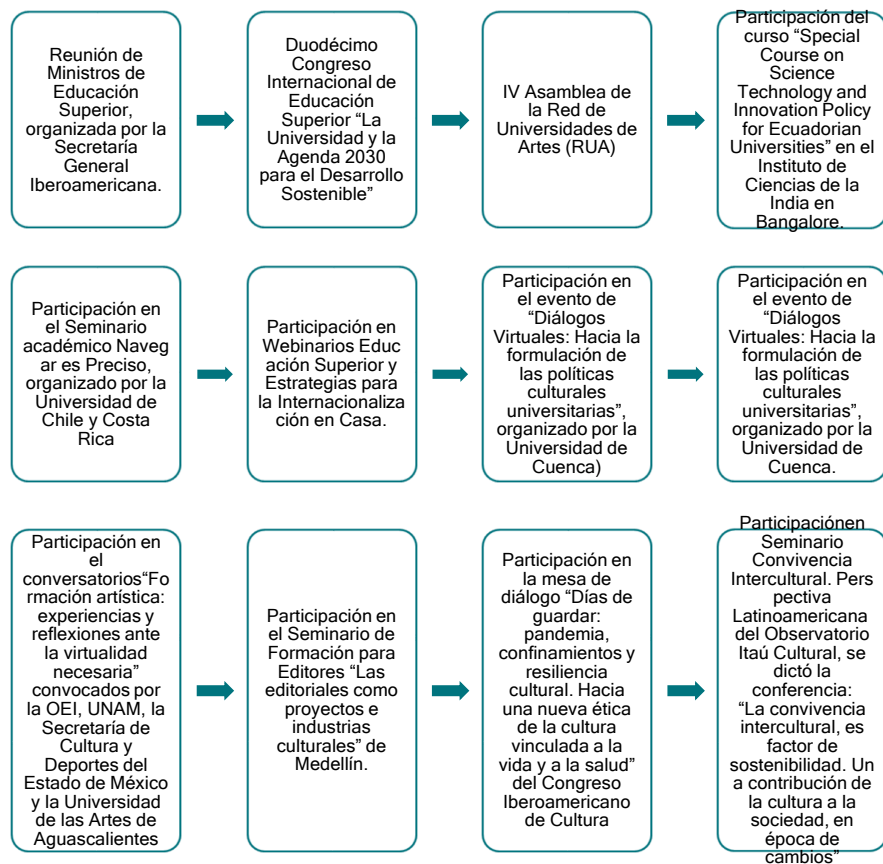 Reunión de
Ministros de
Educación
Superior,
organizada por la
Secretaría
General
Iberoamericana.
Duodécimo
Congreso
Internacional de
Educación
Superior “La
Universidad y la
Agenda 2030
para el Desarrollo
Sostenible”
IV Asamblea de
la Red de
Universidades de
Artes (RUA)
Participación del
curso “Special
Course on
Science
Technology and
Innovation Policy
for Ecuadorian
Universities” en el
Instituto de
Ciencias de la
India en
Bangalore.
Participación en
el Seminario
académico Naveg
ar es Preciso,
organizado por la
Universidad de
Chile y Costa
Rica
Participación en
Webinarios Educ
ación Superior y
Estrategias para
la Internacionaliza
ción en Casa.
Participación en
el evento de
“Diálogos
Virtuales: Hacia la
formulación de
las políticas
culturales
universitarias”,
organizado por la
Universidad de
Cuenca)
Participación en
el evento de
“Diálogos
Virtuales: Hacia la
formulación de
las políticas
culturales
universitarias”,
organizado por la
Universidad de
Cuenca.
Participación en
el
conversatorios“Fo
rmación artística:
experiencias y
reflexiones ante
la virtualidad
necesaria”
convocados por
la OEI, UNAM, la
Secretaría de
Cultura y
Deportes del
Estado de México
y la Universidad
de las Artes de
Aguascalientes
Participación en
el Seminario de
Formación para
Editores “Las
editoriales como
proyectos e
industrias
culturales” de
Medellín.
Participación en
la mesa de
diálogo “Días de
guardar:
pandemia,
confinamientos y
resiliencia
cultural. Hacia
una nueva ética
de la cultura
vinculada a la
vida y a la salud”
del Congreso
Iberoamericano
de Cultura
Participaciónen
Seminario
Convivencia
Intercultural. Pers
pectiva
Latinoamericana
del Observatorio
Itaú Cultural, se
dictó la
conferencia:
“La convivencia
intercultural, es
factor de
sostenibilidad. Un
a contribución de
la cultura a la
sociedad, en
época de
cambios”